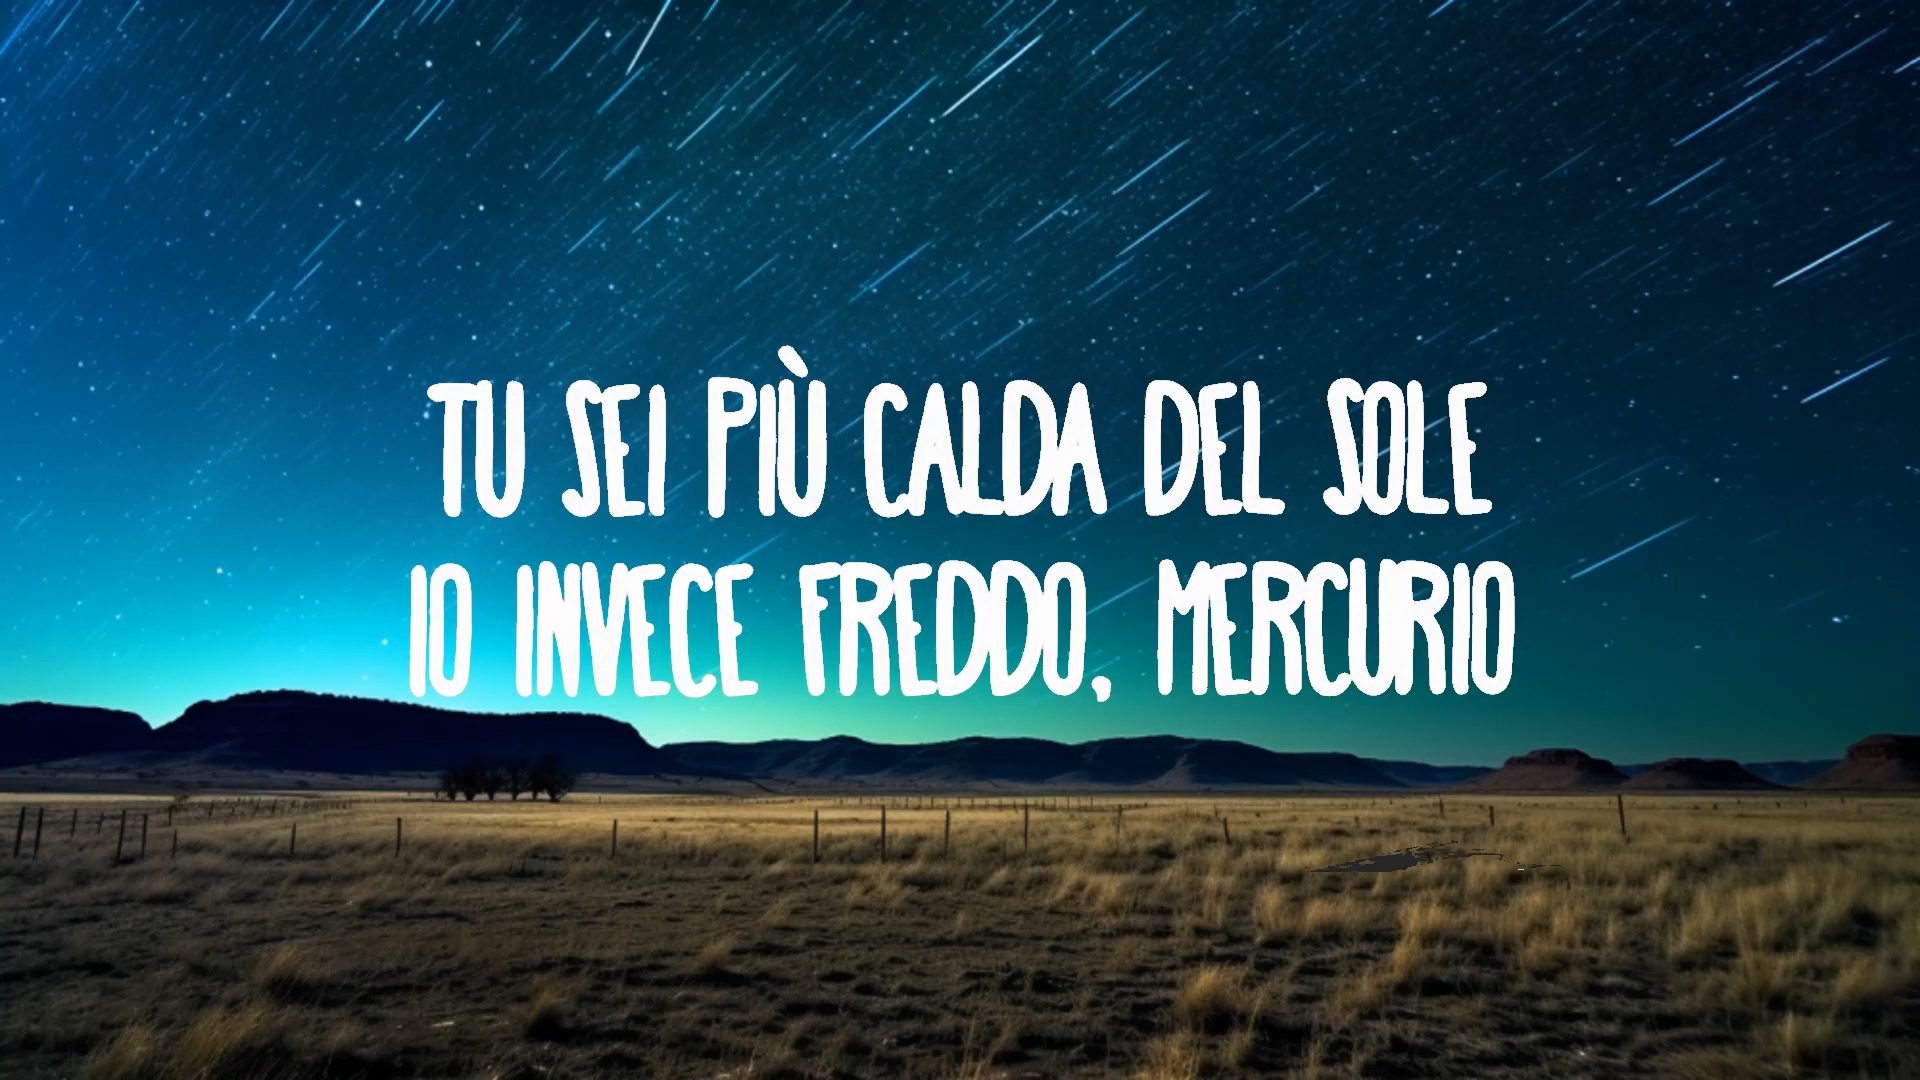 TU SEI PIÙ CALDA DEL SOLE
IO INVECE FREDDO, MERCURIO